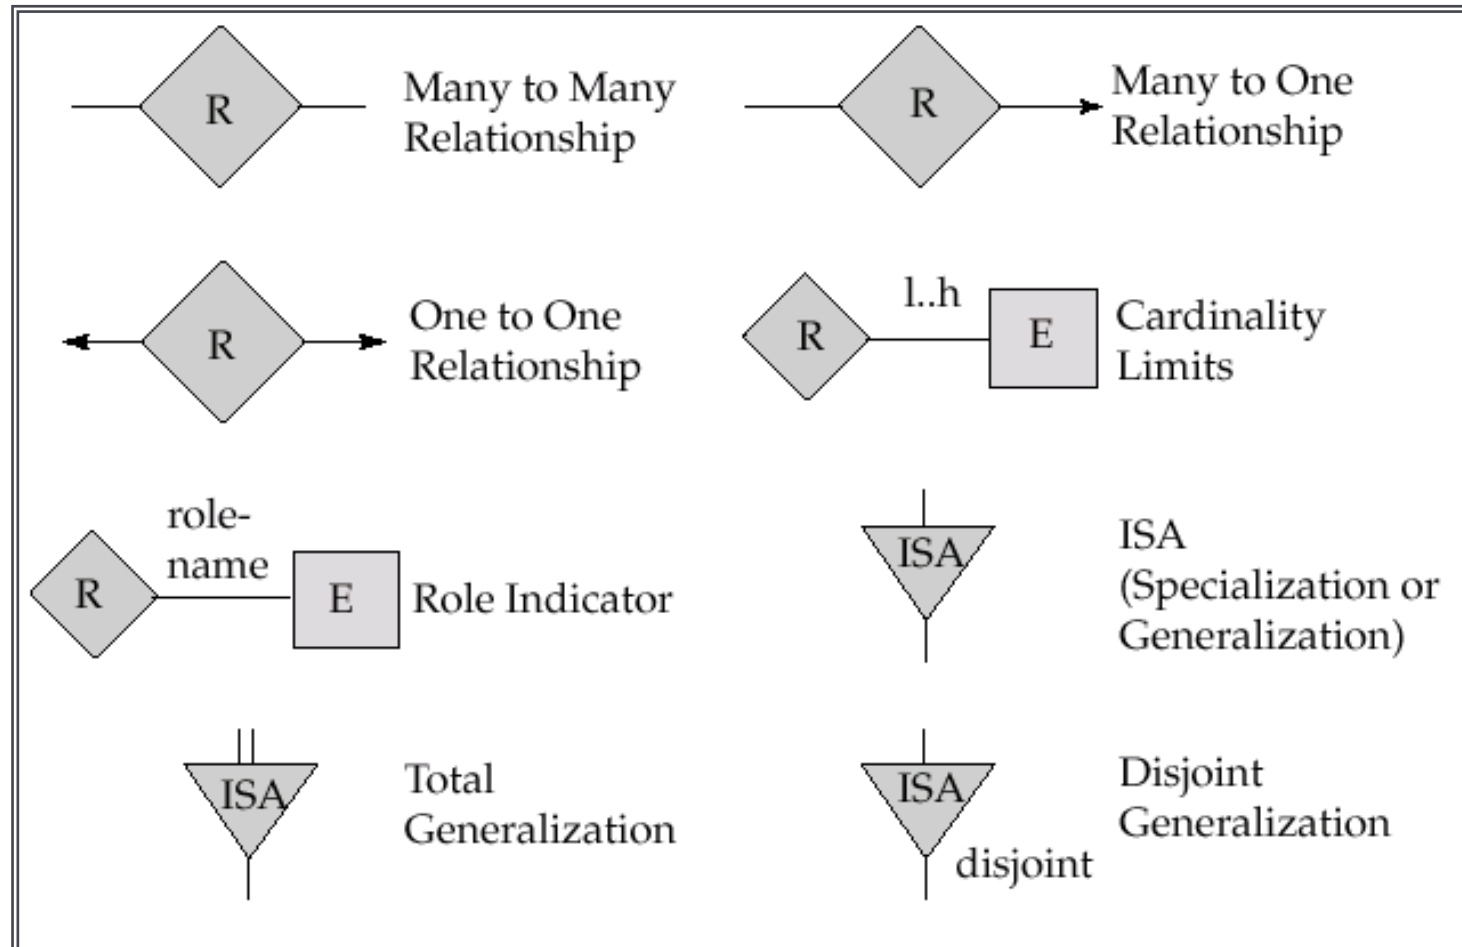 R
Many to Many
Relationship
R
Many to One
Relationship
R
One to One
Relationship
l..h
R
E
Cardinality
Limits
role-
name
R
E
Role Indicator
ISA
ISA
(Specialization or
Generalization)
ISA
Total
Generalization
ISA
disjoint
Disjoint
Generalization